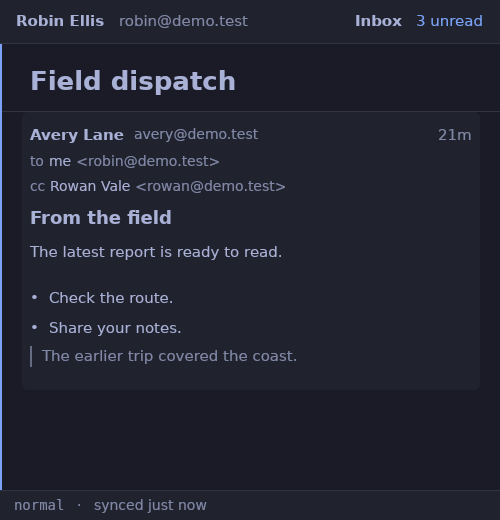 Robin Ellis robin@demo.test Inbox 3 unread
Field dispatch
Avery Lane avery@demo.test 21m
to me <robin@demo.test>
cc Rowan Vale <rowan@demo.test>
From the field
The latest report is ready to read.
• Check the route.
• Share your notes.
The earlier trip covered the coast.
normal · synced just now